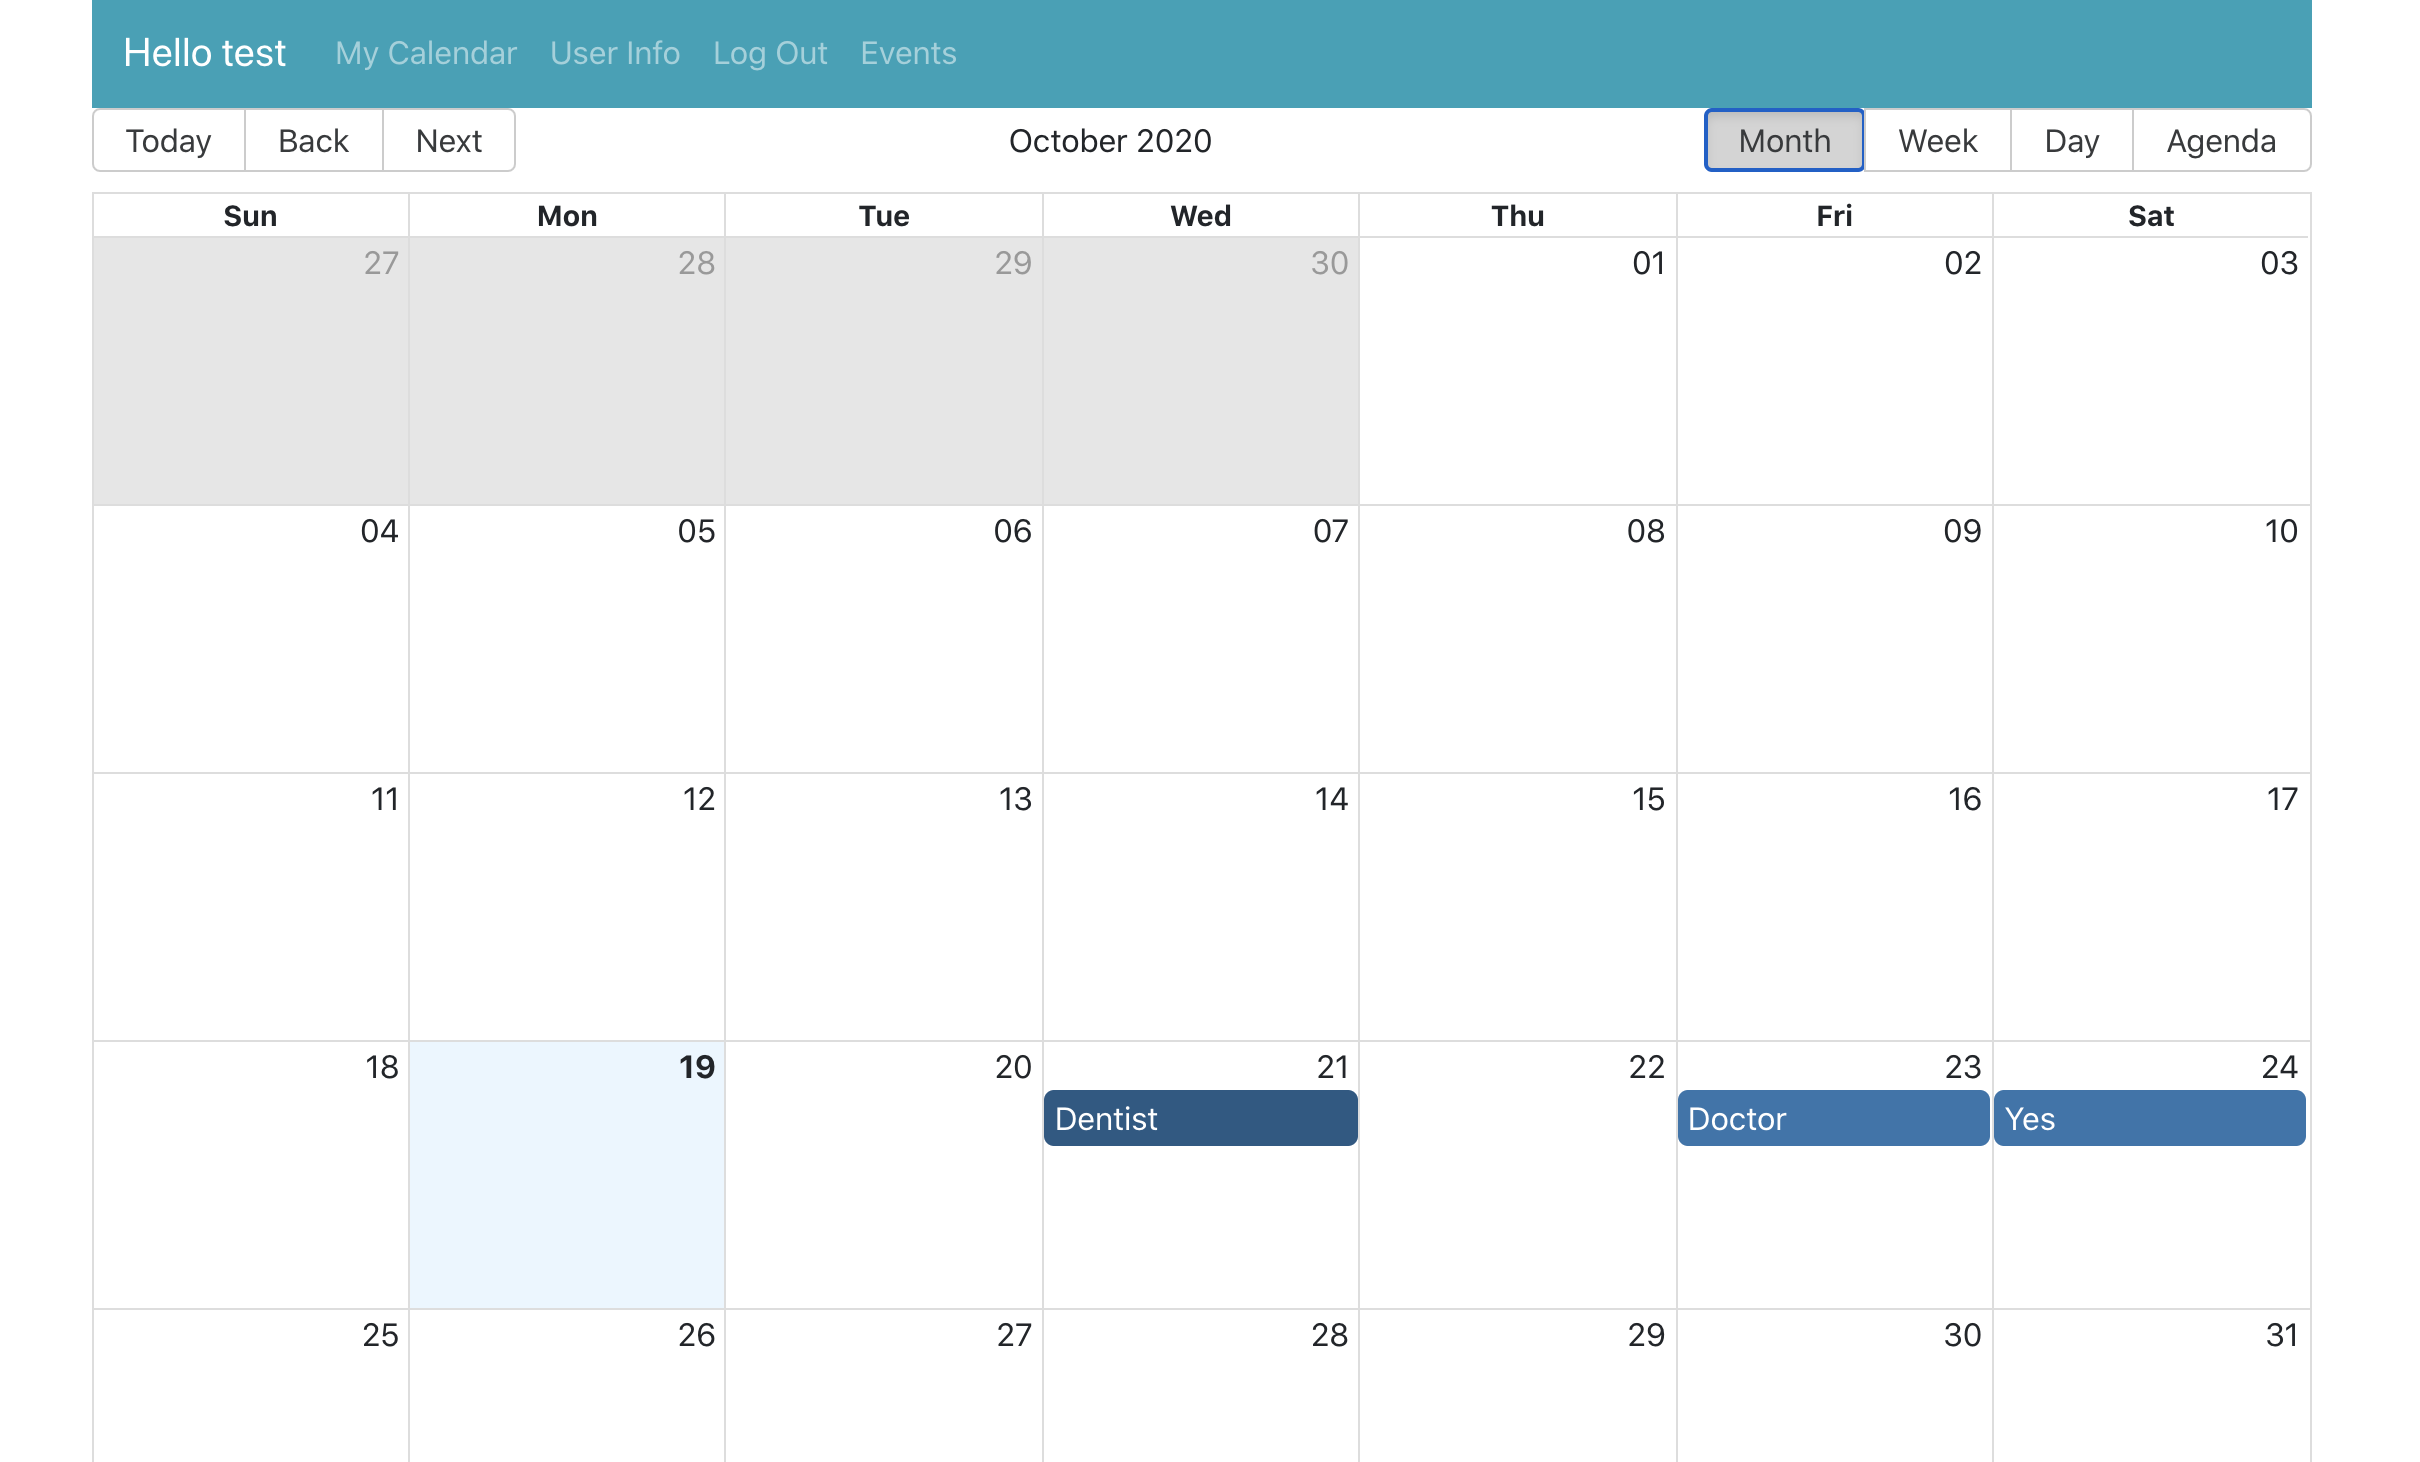 Hello test My Calendar User Info Log Out Events
Today Back Next October 2020 Month Week Day Agenda
Sun Mon Tue Wed Thu Fri Sat
27 28 29 30 01 02 03
04 05 06 07 08 09 10
11 12 13 14 15 16 17
18 19 20 21 22 23 24
Dentist Doctor Yes
25 26 27 28 29 30 31